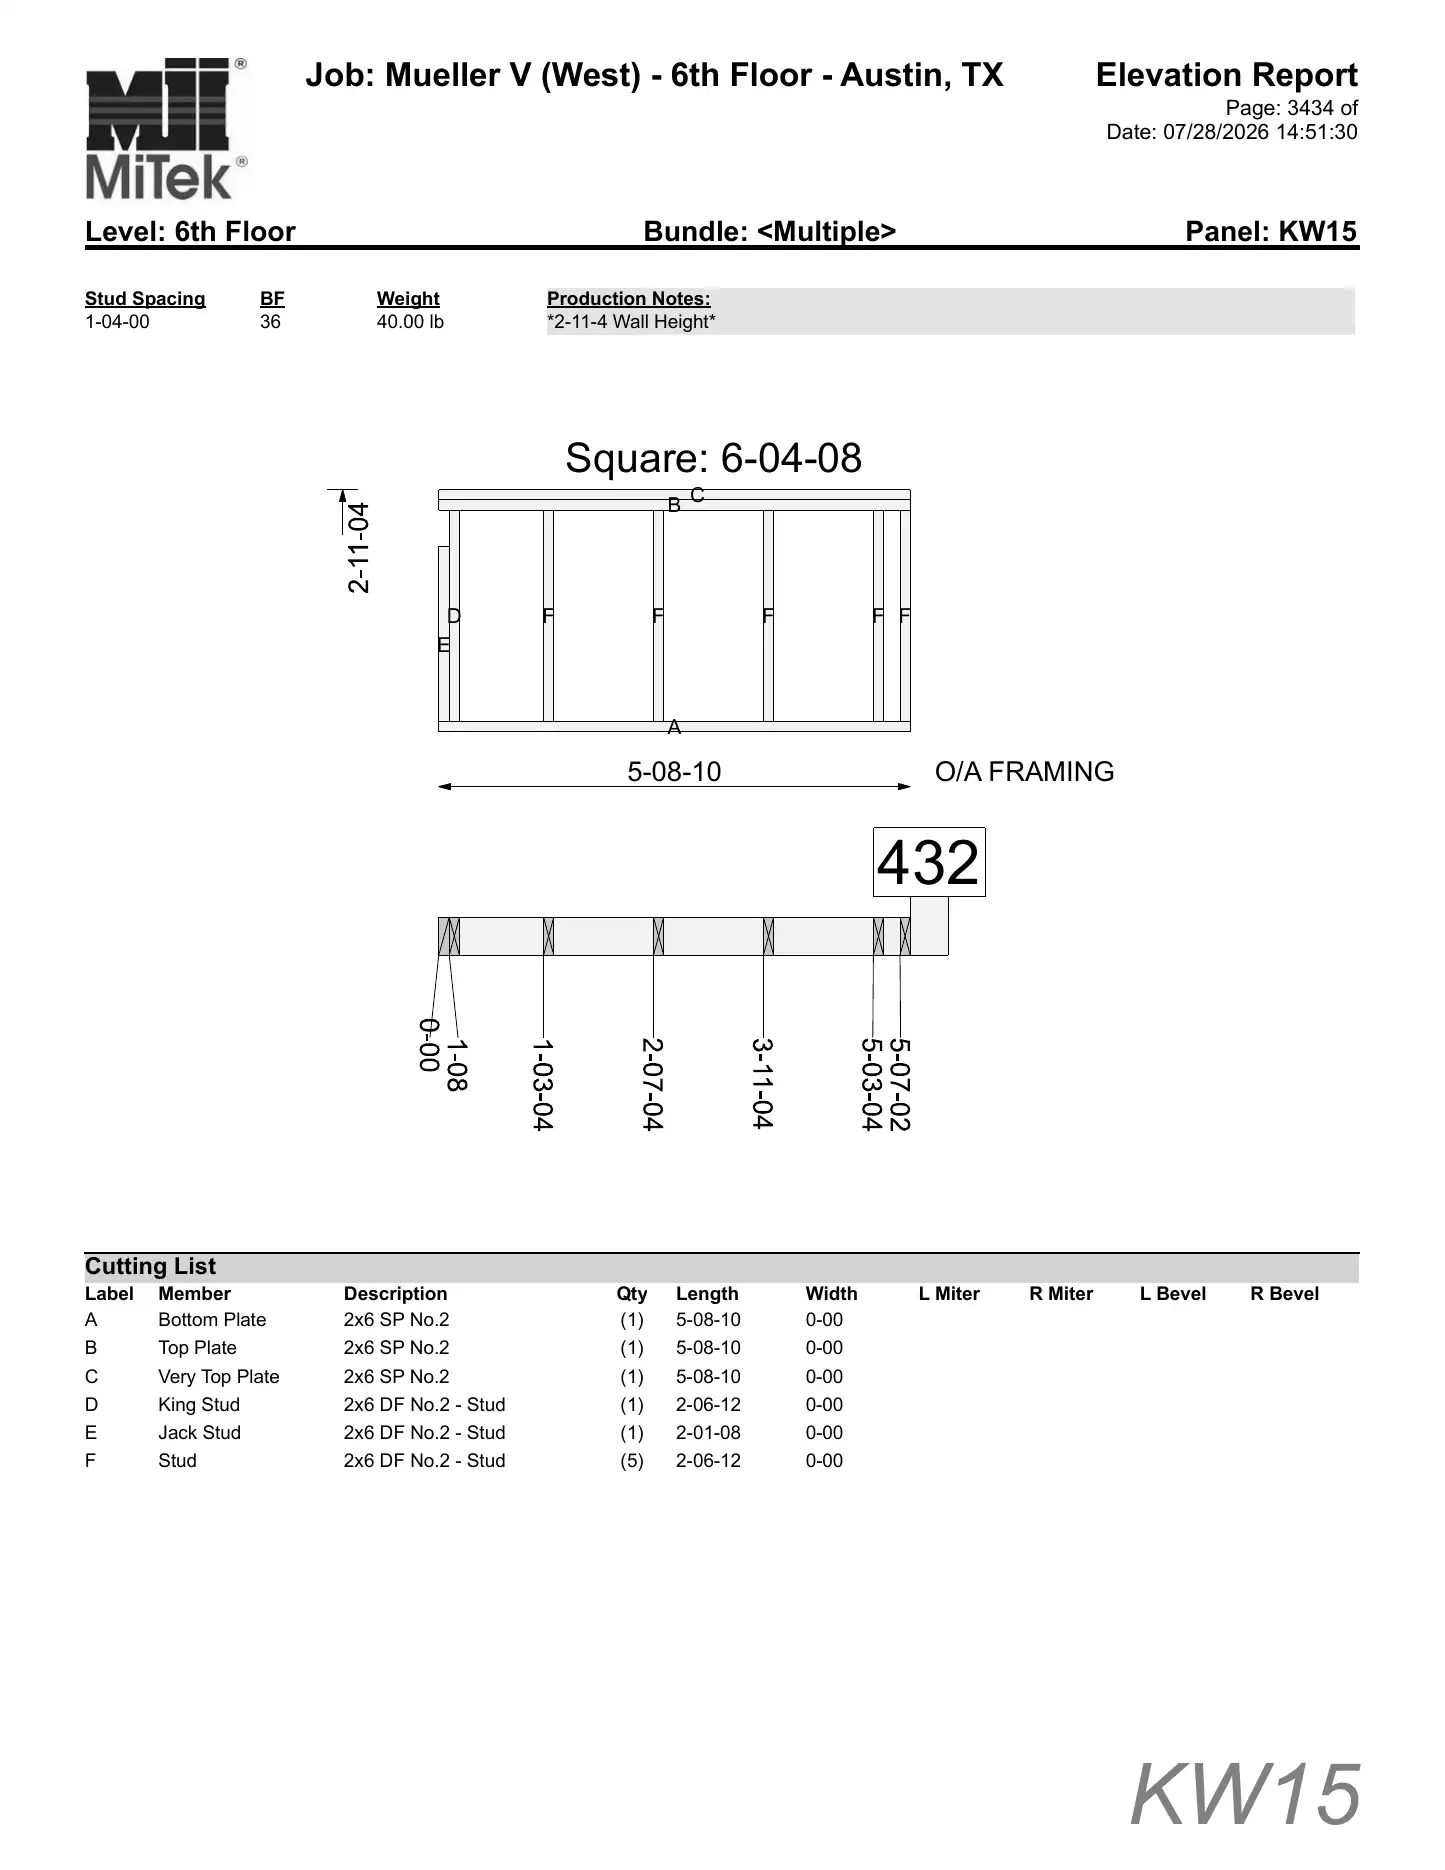 MiTek®
®
Job: Mueller V (West) - 6th Floor - Austin, TX
Elevation Report
Page: 3434 of
Date: 07/28/2026 14:51:30
Level: 6th Floor Bundle: <Multiple> Panel: KW15
Stud Spacing BF Weight Production Notes:
1-04-00 36 40.00 lb *2-11-4 Wall Height*
Square: 6-04-08
2-11-04
C
B
D F F F F F
E
A
5-08-10 O/A FRAMING
432
0-00 1-08 1-03-04 2-07-04 3-11-04 5-03-04 5-07-02
Cutting List
Label Member Description Qty Length Width L Miter R Miter L Bevel R Bevel
A Bottom Plate 2x6 SP No.2 (1) 5-08-10 0-00
B Top Plate 2x6 SP No.2 (1) 5-08-10 0-00
C Very Top Plate 2x6 SP No.2 (1) 5-08-10 0-00
D King Stud 2x6 DF No.2 - Stud (1) 2-06-12 0-00
E Jack Stud 2x6 DF No.2 - Stud (1) 2-01-08 0-00
F Stud 2x6 DF No.2 - Stud (5) 2-06-12 0-00
KW15